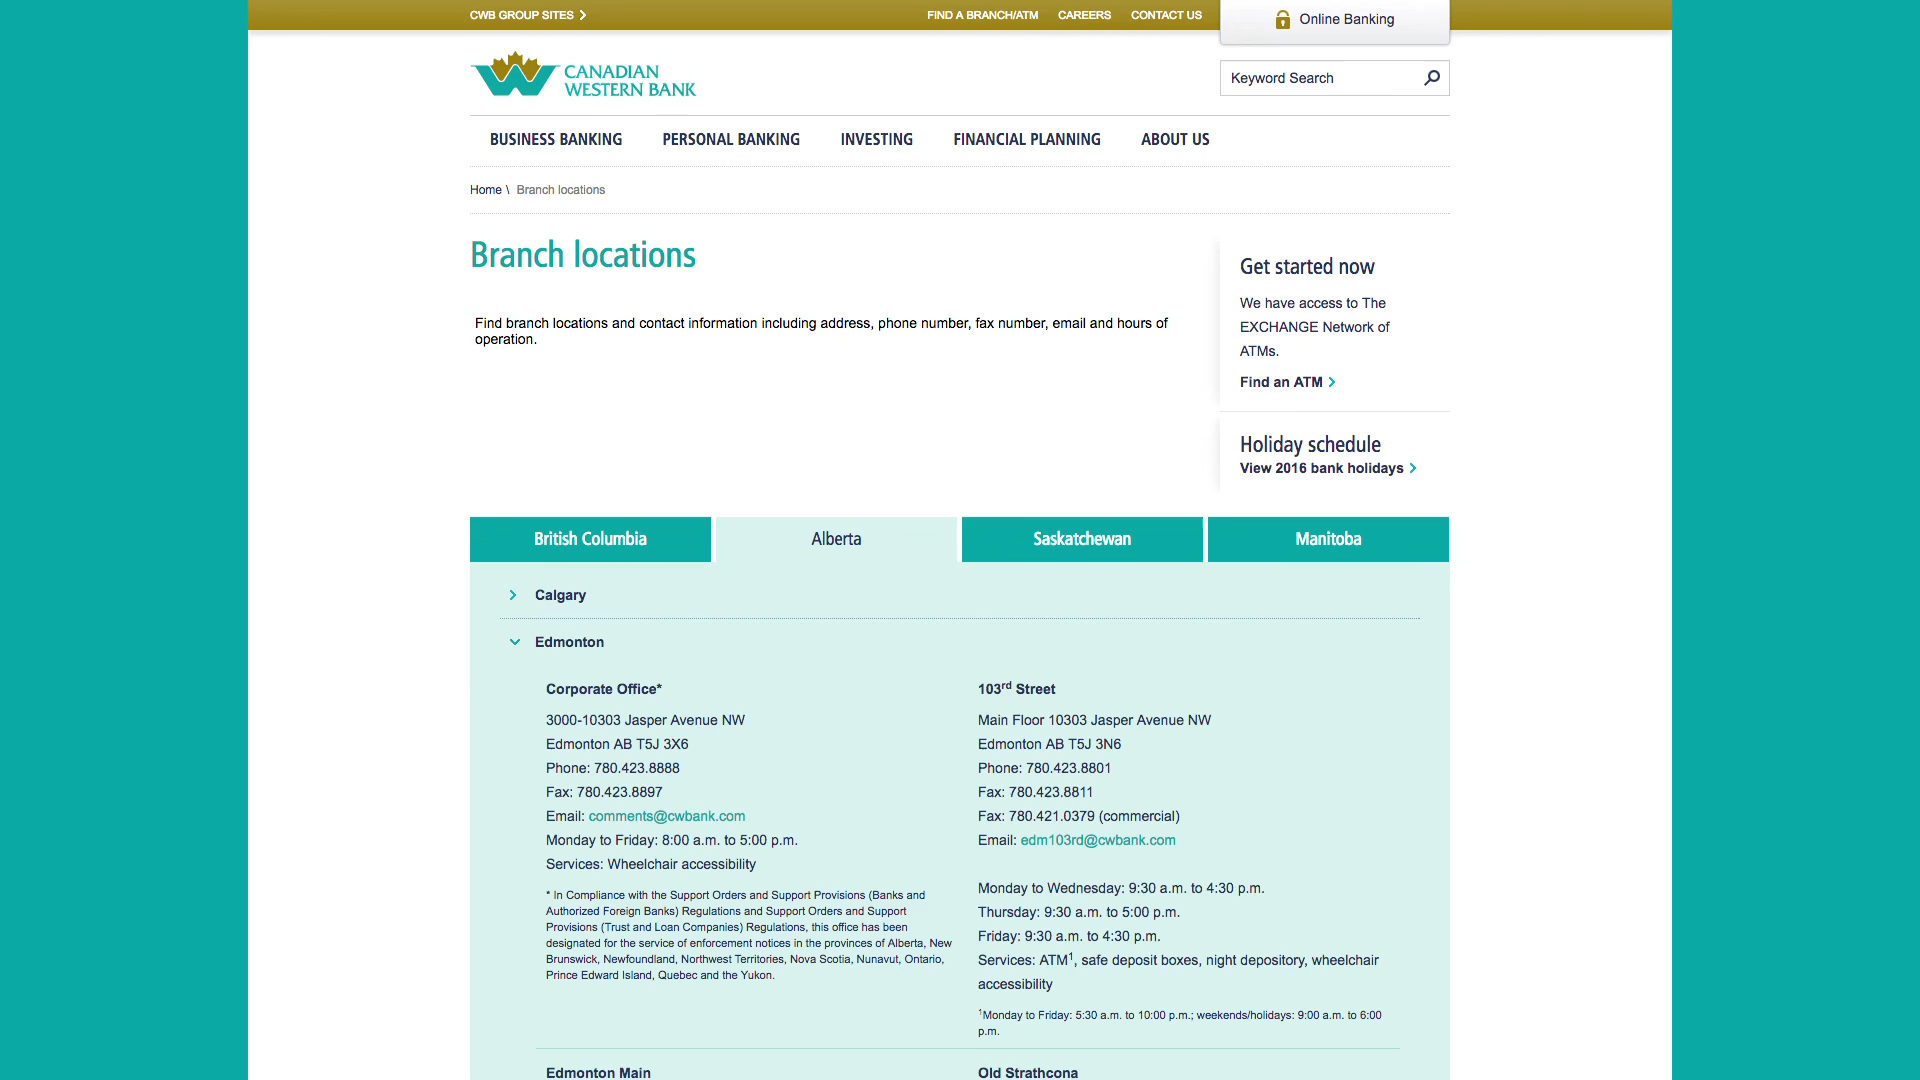 CWB GROUP SITES
FIND A BRANCH/ATM
CAREERS
CONTACT US
Online Banking
CANADIAN
WESTERN BANK
Keyword Search
BUSINESS BANKING
PERSONAL BANKING
INVESTING
FINANCIAL PLANNING
ABOUT US
Home \ Branch locations
Branch locations
Find branch locations and contact information including address, phone number, fax number, email and hours of
operation.
Get started now
We have access to The
EXCHANGE Network of
ATMs.
Find an ATM
Holiday schedule
View 2016 bank holidays
British Columbia
Alberta
Saskatchewan
Manitoba
Calgary
Edmonton
Corporate Office*
3000-10303 Jasper Avenue NW
Edmonton AB T5J 3X6
Phone: 780.423.8888
Fax: 780.423.8897
Email: comments@cwbank.com
Monday to Friday: 8:00 a.m. to 5:00 p.m.
Services: Wheelchair accessibility
* In Compliance with the Support Orders and Support Provisions (Banks and
Authorized Foreign Banks) Regulations and Support Orders and Support
Provisions (Trust and Loan Companies) Regulations, this office has been
designated for the service of enforcement notices in the provinces of Alberta, New
Brunswick, Newfoundland, Northwest Territories, Nova Scotia, Nunavut, Ontario,
Prince Edward Island, Quebec and the Yukon.
103rd Street
Main Floor 10303 Jasper Avenue NW
Edmonton AB T5J 3N6
Phone: 780.423.8801
Fax: 780.423.8811
Fax: 780.421.0379 (commercial)
Email: edm103rd@cwbank.com
Monday to Wednesday: 9:30 a.m. to 4:30 p.m.
Thursday: 9:30 a.m. to 5:00 p.m.
Friday: 9:30 a.m. to 4:30 p.m.
Services: ATM1, safe deposit boxes, night depository, wheelchair
accessibility
1Monday to Friday: 5:30 a.m. to 10:00 p.m.; weekends/holidays: 9:00 a.m. to 6:00
p.m.
Edmonton Main
Old Strathcona